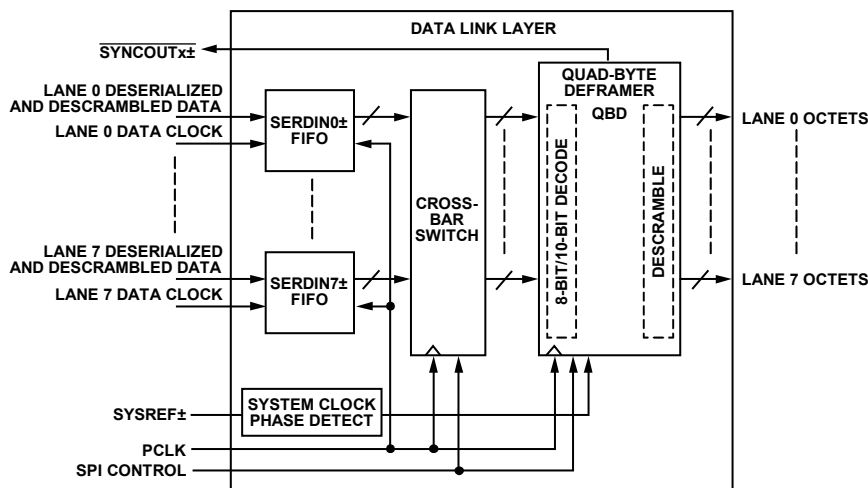 DATA LINK LAYER
SYNCOUTx±
LANE 0 DESERIALIZED
AND DESCRAMBLED DATA
LANE 0 DATA CLOCK
SERDIN0±
FIFO
LANE 7 DESERIALIZED
AND DESCRAMBLED DATA
LANE 7 DATA CLOCK
SERDIN7±
FIFO
CROSS-
BAR
SWITCH
QUAD-BYTE
DEFRAMER
QBD
8-BIT/10-BIT DECODE
DESCRAMBLE
LANE 0 OCTETS
LANE 7 OCTETS
SYSREF±
SYSTEM CLOCK
PHASE DETECT
PCLK
SPI CONTROL